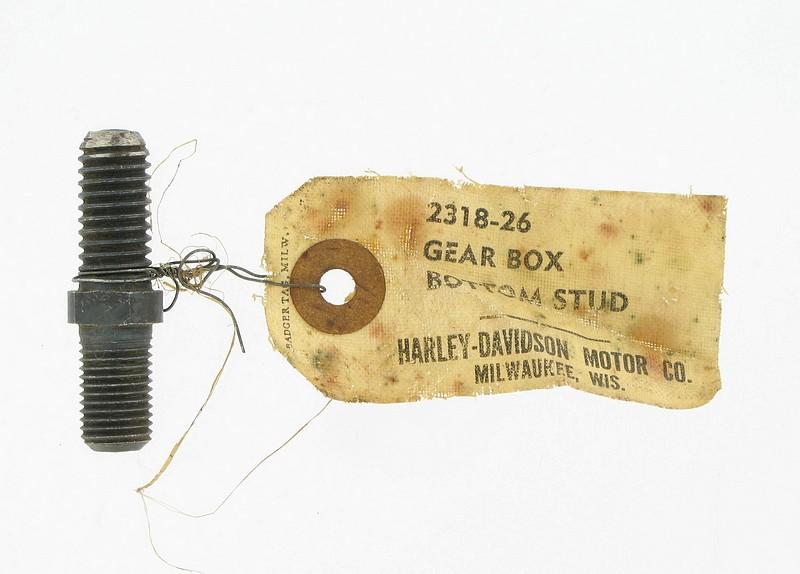 2318-26
GEAR BOX
BOTTOM STUD
HARLEY-DAVIDSON MOTOR CO.
MILWAUKEE, WIS.
BADGER TAG, MILW.